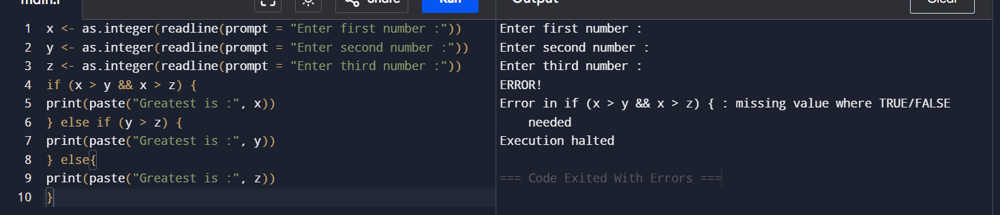 main.r
Run
Output
1 x <- as.integer(readline(prompt = "Enter first number :"))
2 y <- as.integer(readline(prompt = "Enter second number :"))
3 z <- as.integer(readline(prompt = "Enter third number :"))
4 if (x > y && x > z) {
5 print(paste("Greatest is :", x))
6 } else if (y > z) {
7 print(paste("Greatest is :", y))
8 } else{
9 print(paste("Greatest is :", z))
10 }
Enter first number :
Enter second number :
Enter third number :
ERROR!
Error in if (x > y && x > z) { : missing value where TRUE/FALSE
needed
Execution halted
=== Code Exited With Errors ===